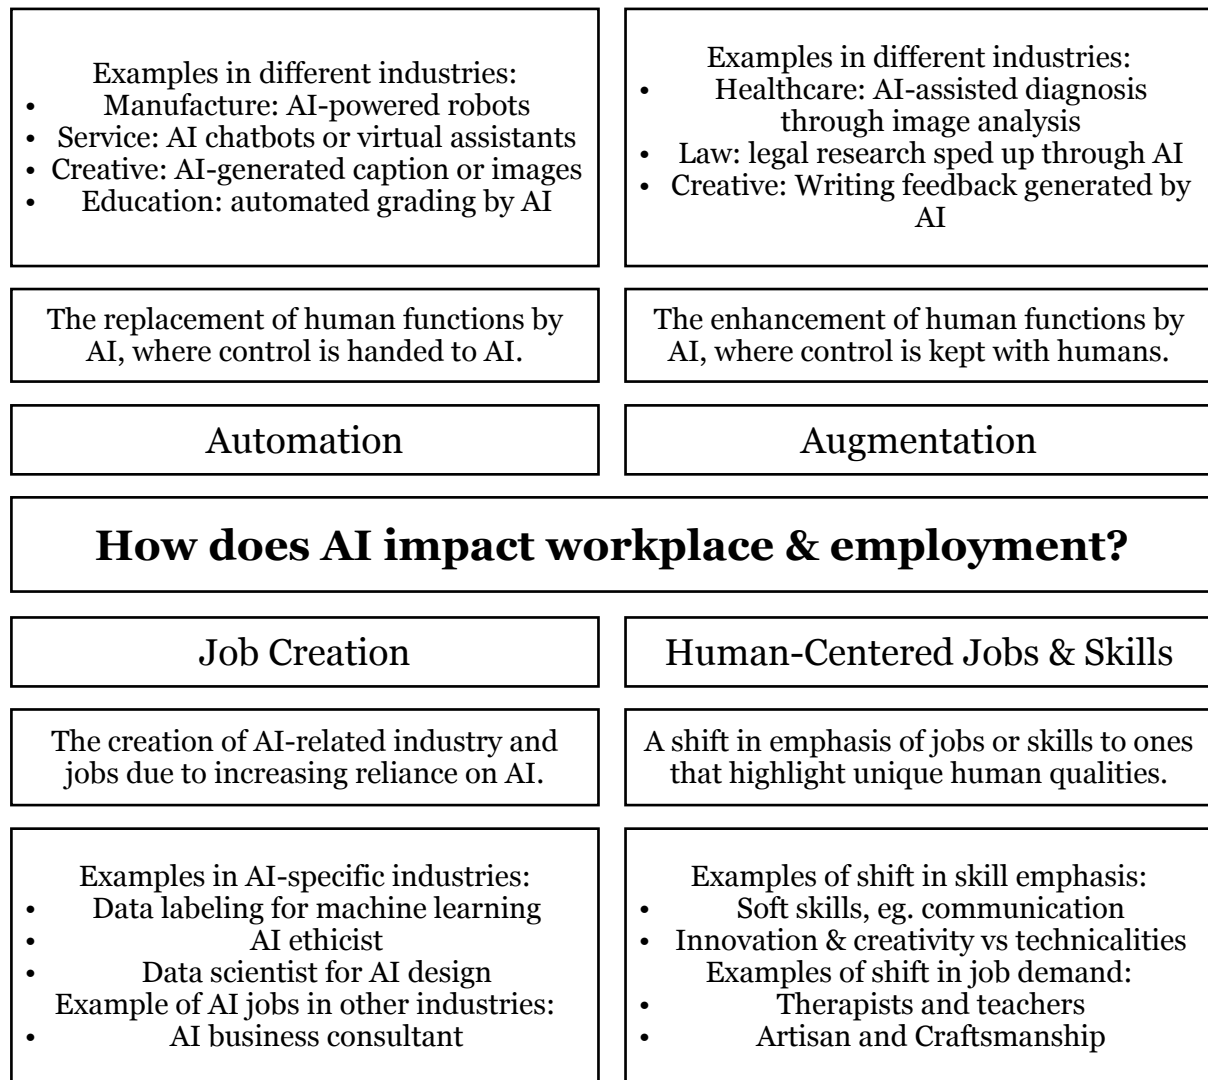 Examples in different industries:
• Manufacture: AI-powered robots
• Service: AI chatbots or virtual assistants
• Creative: AI-generated caption or images
• Education: automated grading by AI
Examples in different industries:
• Healthcare: AI-assisted diagnosis
through image analysis
• Law: legal research sped up through AI
• Creative: Writing feedback generated by
AI
The replacement of human functions by
AI, where control is handed to AI.
The enhancement of human functions by
AI, where control is kept with humans.
Automation
Augmentation
How does AI impact workplace & employment?
Job Creation
Human-Centered Jobs & Skills
The creation of AI-related industry and
jobs due to increasing reliance on AI.
A shift in emphasis of jobs or skills to ones
that highlight unique human qualities.
Examples in AI-specific industries:
• Data labeling for machine learning
• AI ethicist
• Data scientist for AI design
Example of AI jobs in other industries:
• AI business consultant
Examples of shift in skill emphasis:
• Soft skills, eg. communication
• Innovation & creativity vs technicalities
Examples of shift in job demand:
• Therapists and teachers
• Artisan and Craftsmanship